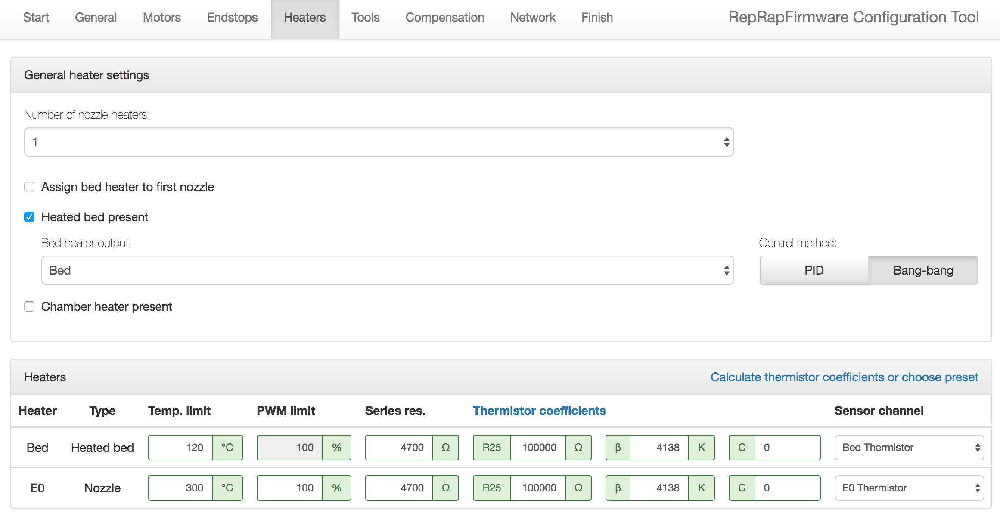 Start General Motors Endstops Heaters Tools Compensation Network Finish RepRapFirmware Configuration Tool
General heater settings
Number of nozzle heaters:
1
Assign bed heater to first nozzle
Heated bed present
Bed heater output: Control method:
Bed PID Bang-bang
Chamber heater present
Heaters Calculate thermistor coefficients or choose preset
Heater Type Temp. limit PWM limit Series res. Thermistor coefficients Sensor channel
Bed Heated bed 120 °C 100 % 4700 Ω R25 100000 Ω β 4138 K C 0 Bed Thermistor
E0 Nozzle 300 °C 100 % 4700 Ω R25 100000 Ω β 4138 K C 0 E0 Thermistor